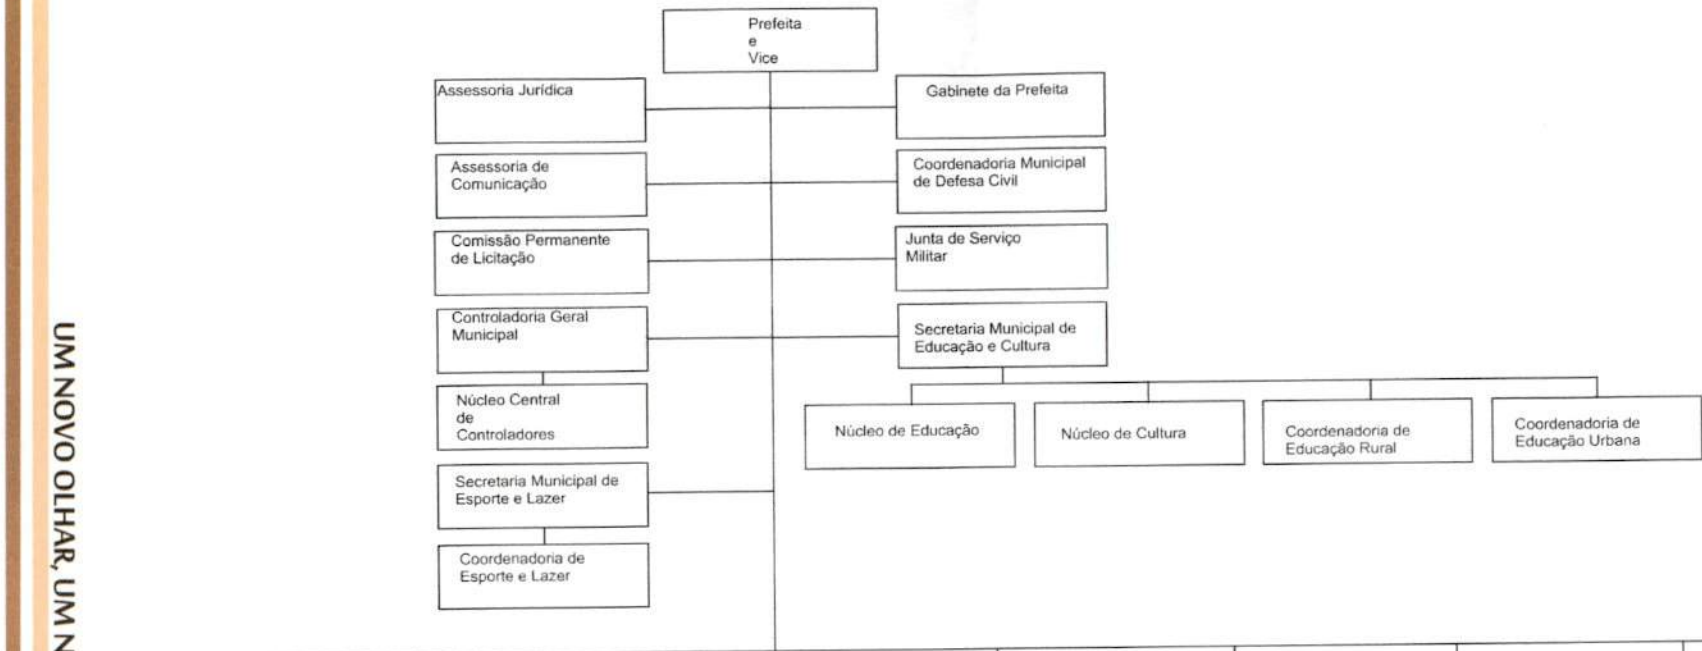 Prefeita
e
Vice
Assessoria Jurídica
Gabinete da Prefeita
Assessoria de
Comunicação
Coordenadoria Municipal
de Defesa Civil
Comissão Permanente
de Licitação
Junta de Serviço
Militar
Controladoria Geral
Municipal
Secretaria Municipal de
Educação e Cultura
Núcleo Central
de
Controladores
Núcleo de Educação
Núcleo de Cultura
Coordenadoria de
Educação Rural
Coordenadoria de
Educação Urbana
Secretaria Municipal de
Esporte e Lazer
Coordenadoria de
Esporte e Lazer
UM NOVO OLHAR, UM N